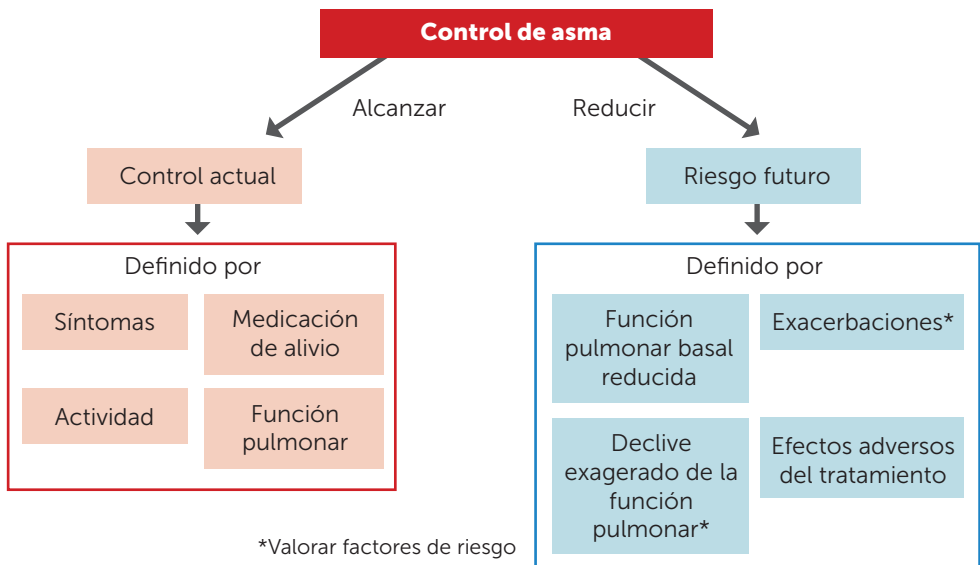 Control de asma
Alcanzar
Reducir
Control actual
Riesgo futuro
Definido por
Síntomas
Medicación
de alivio
Actividad
Función
pulmonar
Definido por
Función
pulmonar basal
reducida
Exacerbaciones*
Declive
exagerado de la
función
pulmonar*
Efectos adversos
del tratamiento
*Valorar factores de riesgo